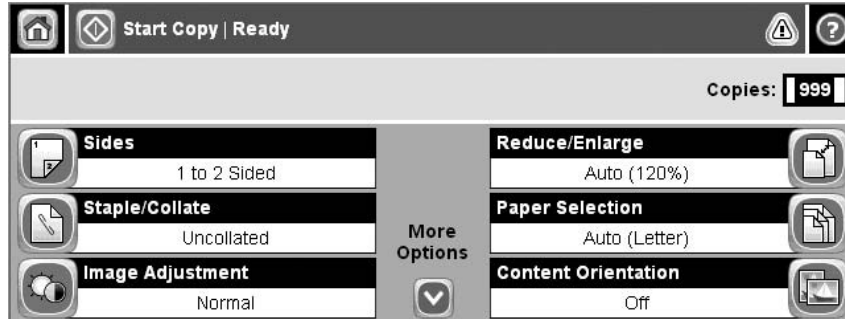 Start Copy | Ready
?
Copies: 999
Sides
1 to 2 Sided
Staple/Collate
Uncollated
Image Adjustment
Normal
More
Options
Reduce/Enlarge
Auto (120%)
Paper Selection
Auto (Letter)
Content Orientation
Off